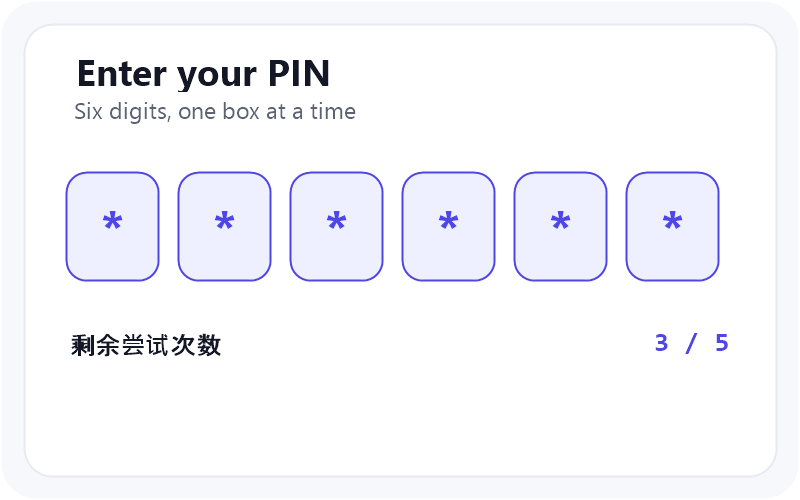 Enter your PIN
Six digits, one box at a time
* * * * * *
剩余尝试次数 3 / 5